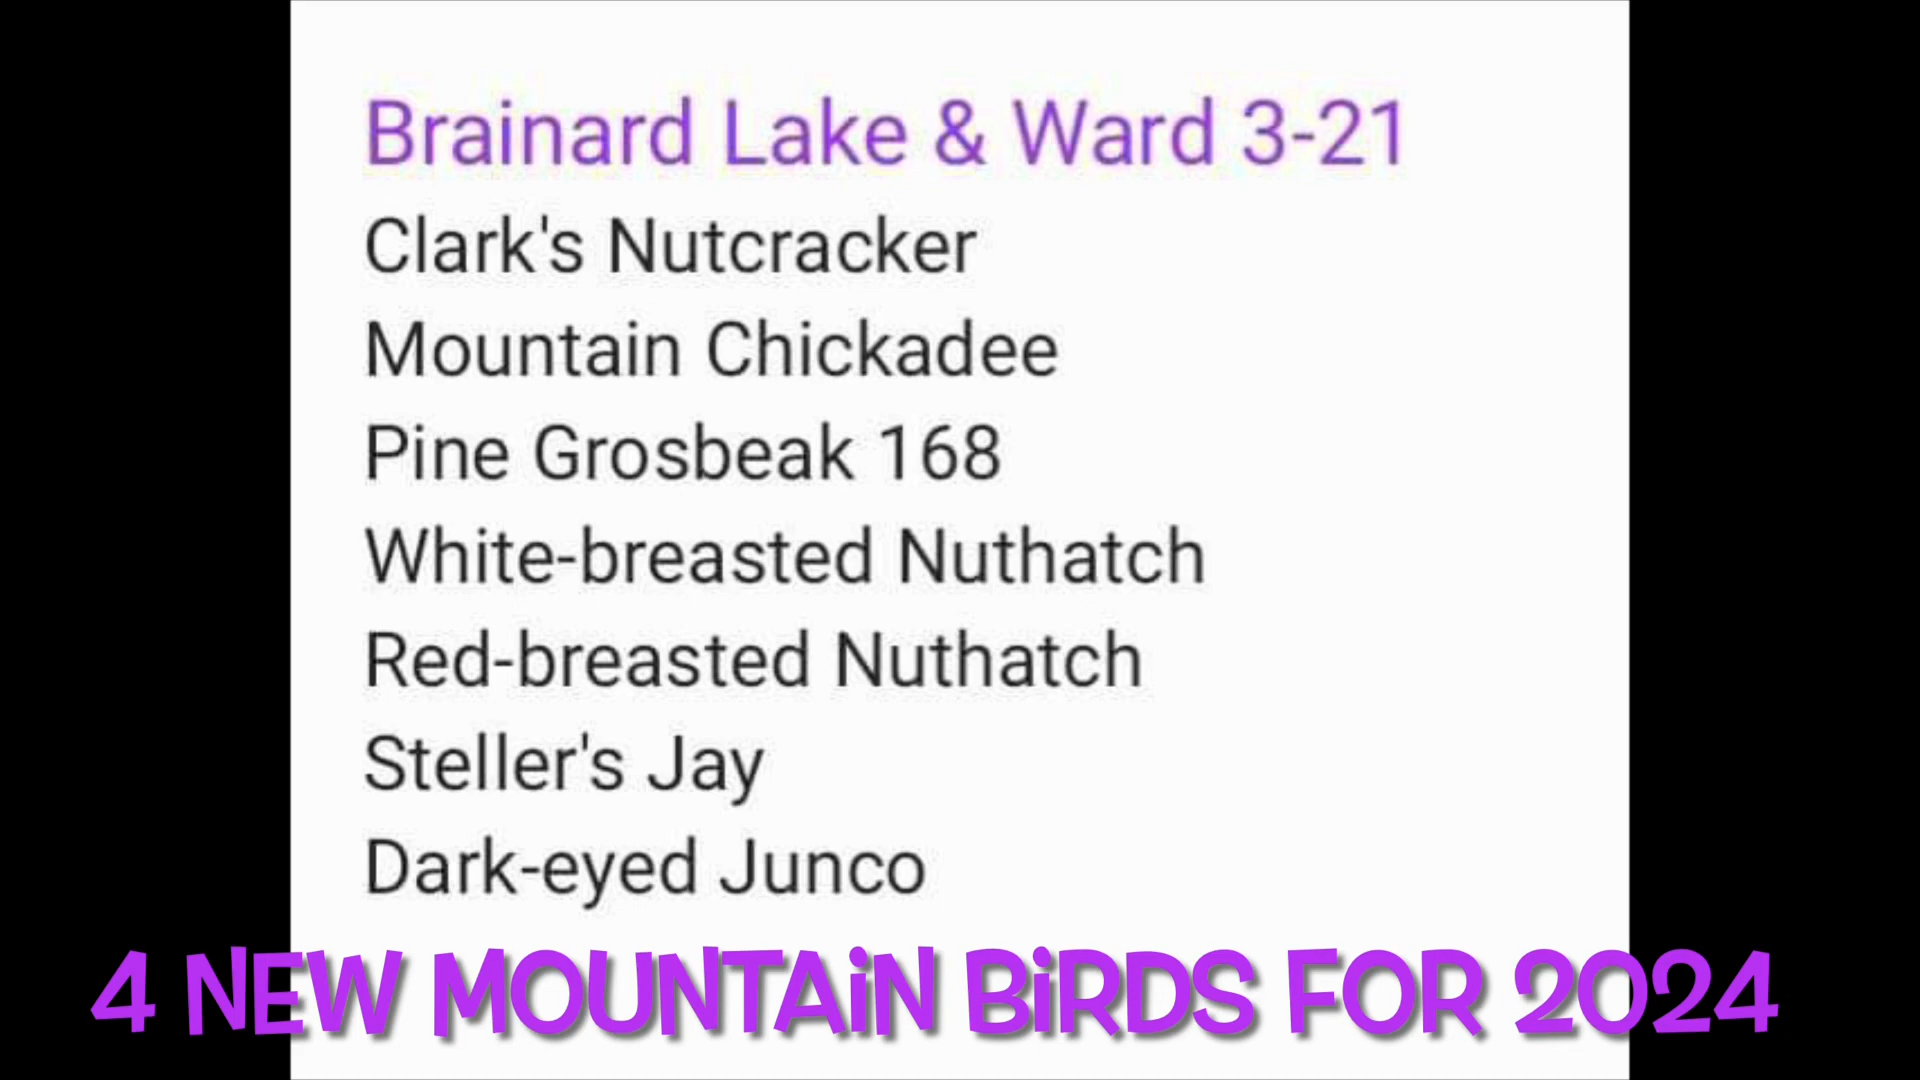 Brainard Lake & Ward 3-21
Clark's Nutcracker
Mountain Chickadee
Pine Grosbeak 168
White-breasted Nuthatch
Red-breasted Nuthatch
Steller's Jay
Dark-eyed Junco
4 NEW MOUNTAiN BiRDS FOR 2024